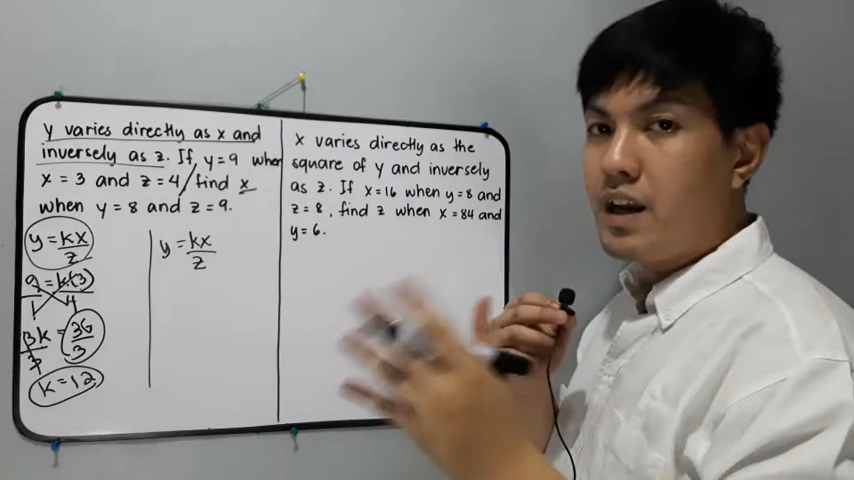 Y varies directly as x and
inversely as z. If, y=9 when
x = 3 and z=4, find x
when y = 8 and z=9.
y = kx
z
9 = k(3)
1 4
3k = 36
3 3
k = 12
y = kx
z
X varies directly as the
square of y and inversely
as z. If x=16 when y=8 and
z=8, find z when x=84 and
y=6.